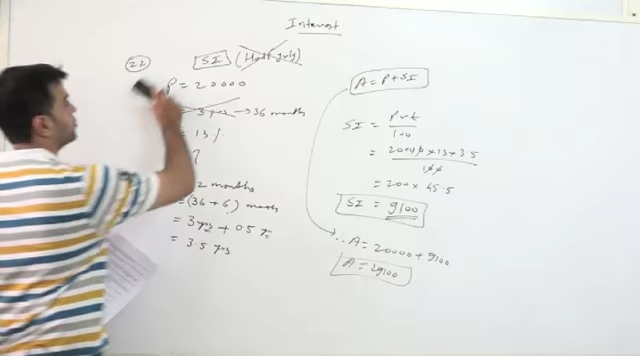 Interest
22
SI (Half yrly)
P = 20000
= 3 yrs → 36 months
= 13 %
?
2 months
= (36 + 6) months
= 3 yrs + 0.5 yr
= 3.5 yrs
A = P + SI
SI = Prt / 100
= 20000 × 13 × 3.5 / 100
= 200 × 45.5
SI = 9100
∴ A = 20000 + 9100
A = 29100